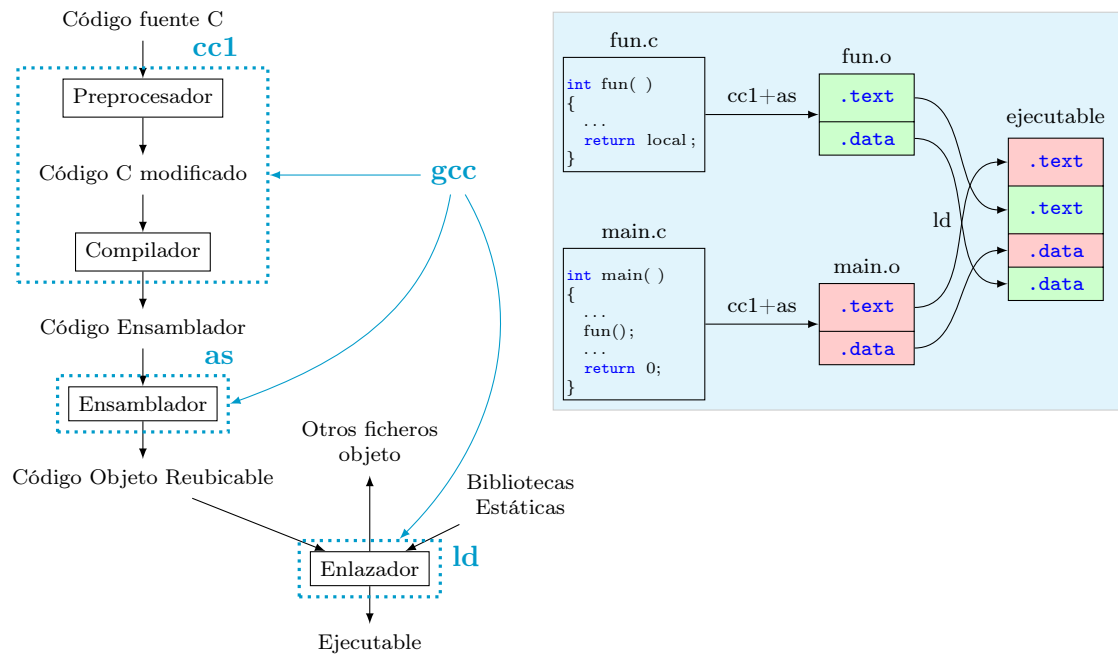 Código fuente C
cc1
Preprocesador
Código C modificado
gcc
Compilador
Código Ensamblador
as
Ensamblador
Código Objeto Reubicable
Otros ficheros
objeto
Bibliotecas
Estáticas
Enlazador
ld
Ejecutable
fun.c
int fun( )
{
...
return local;
}
cc1+as
fun.o
.text
.data
main.c
int main( )
{
...
fun();
...
return 0;
}
cc1+as
main.o
.text
.data
ld
ejecutable
.text
.text
.data
.data